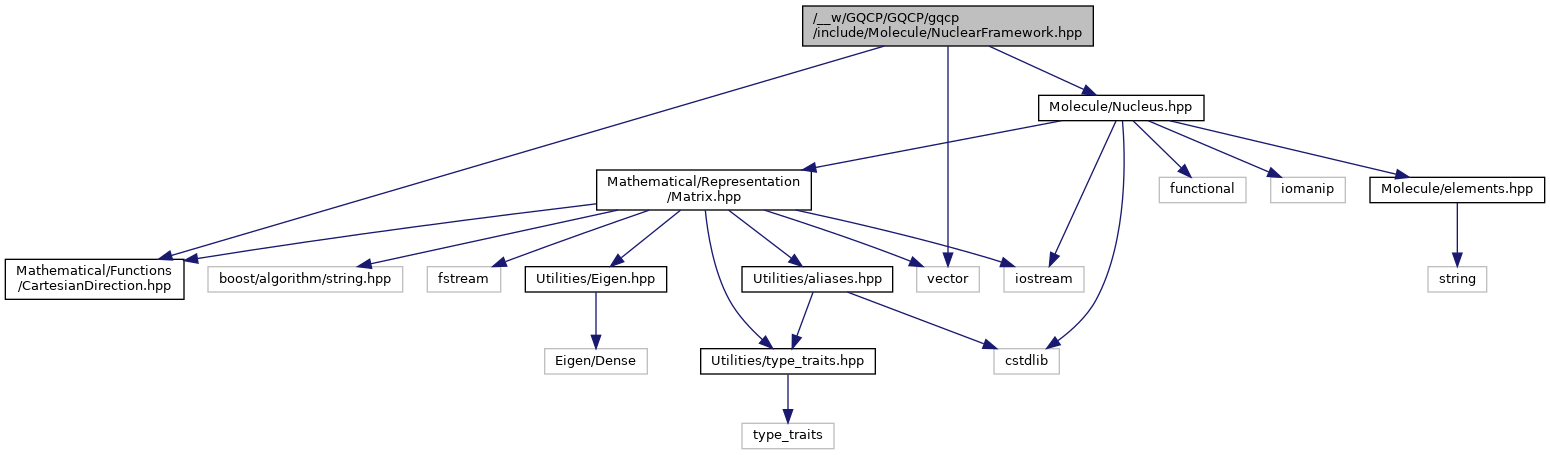 /__w/GQCP/GQCP/gqcp
/include/Molecule/NuclearFramework.hpp
Molecule/Nucleus.hpp
Mathematical/Representation
/Matrix.hpp
functional
iomanip
Molecule/elements.hpp
Mathematical/Functions
/CartesianDirection.hpp
boost/algorithm/string.hpp
fstream
Utilities/Eigen.hpp
Utilities/aliases.hpp
vector
iostream
string
Eigen/Dense
Utilities/type_traits.hpp
cstdlib
type_traits